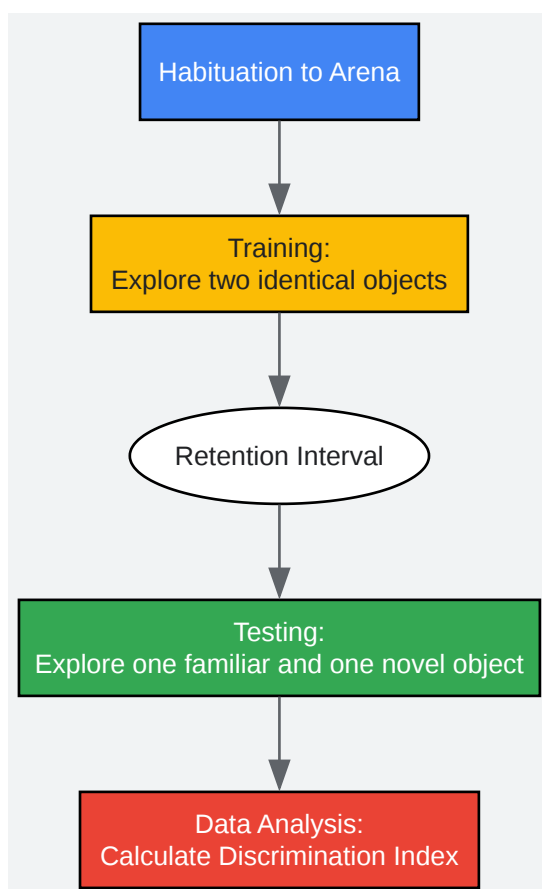 Habituation to Arena
Training:
Explore two identical objects
Retention Interval
Testing:
Explore one familiar and one novel object
Data Analysis:
Calculate Discrimination Index